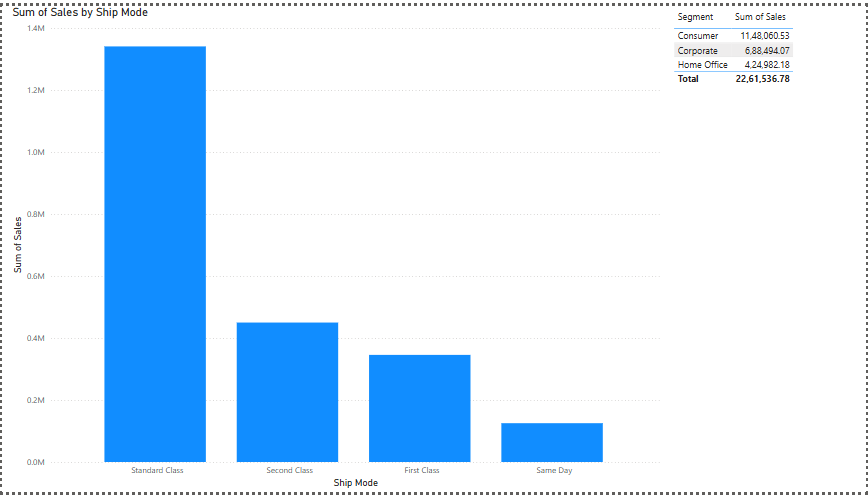 Sum of Sales by Ship Mode
1.4M
1.2M
1.0M
0.8M
0.6M
0.4M
0.2M
0.0M
Sum of Sales
Standard Class Second Class First Class Same Day
Ship Mode
Segment Sum of Sales
Consumer 11,48,060.53
Corporate 6,88,494.07
Home Office 4,24,982.18
Total 22,61,536.78